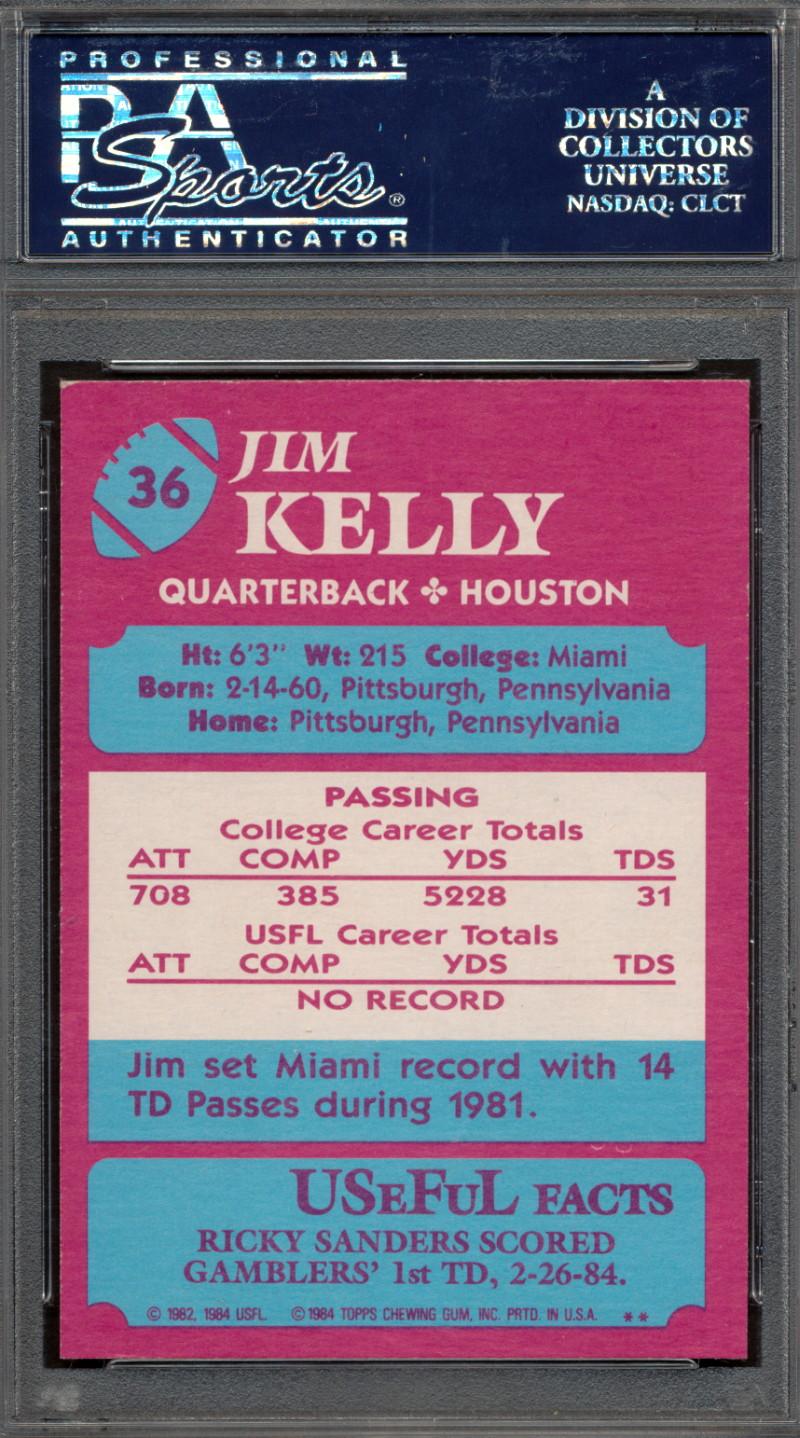 PROFESSIONAL
PSA
Sports®
AUTHENTICATOR
A
DIVISION OF
COLLECTORS
UNIVERSE
NASDAQ: CLCT
36
JIM
KELLY
QUARTERBACK ✤ HOUSTON
Ht: 6'3" Wt: 215 College: Miami
Born: 2-14-60, Pittsburgh, Pennsylvania
Home: Pittsburgh, Pennsylvania
PASSING
College Career Totals
ATT COMP YDS TDS
708 385 5228 31
USFL Career Totals
ATT COMP YDS TDS
NO RECORD
Jim set Miami record with 14
TD Passes during 1981.
USeFuL FACTS
RICKY SANDERS SCORED
GAMBLERS' 1st TD, 2-26-84.
© 1982, 1984 USFL. © 1984 TOPPS CHEWING GUM, INC. PRTD. IN U.S.A. **